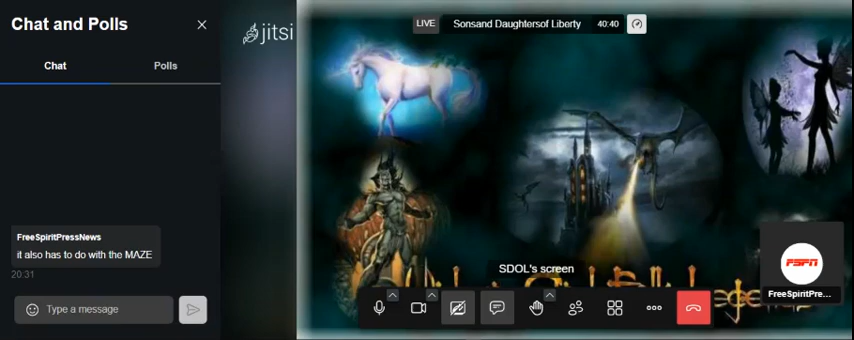 Chat and Polls
Chat
Polls
FreeSpiritPressNews
it also has to do with the MAZE
20:31
Type a message
jitsi
LIVE
Sonsand Daughtersof Liberty
40:40
SDOL's screen
FSPN
FreeSpiritPre...